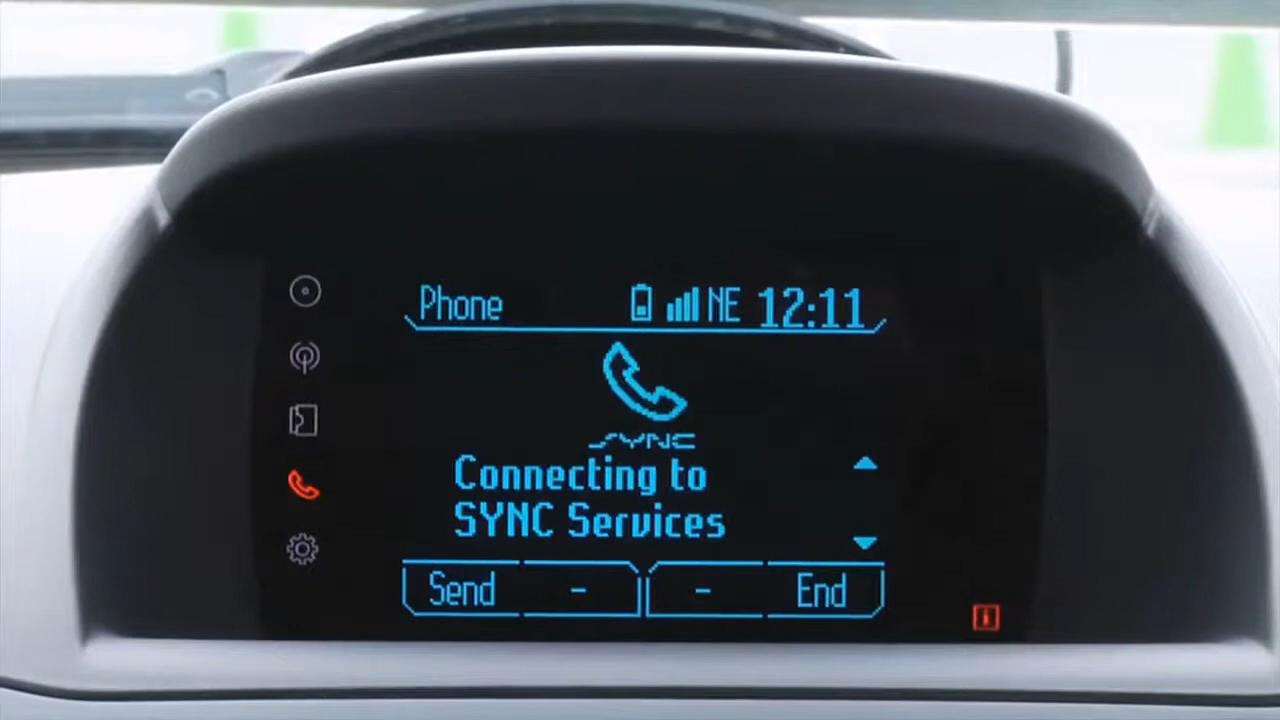 Phone NE 12:11
SYNC
Connecting to
SYNC Services
Send - - End